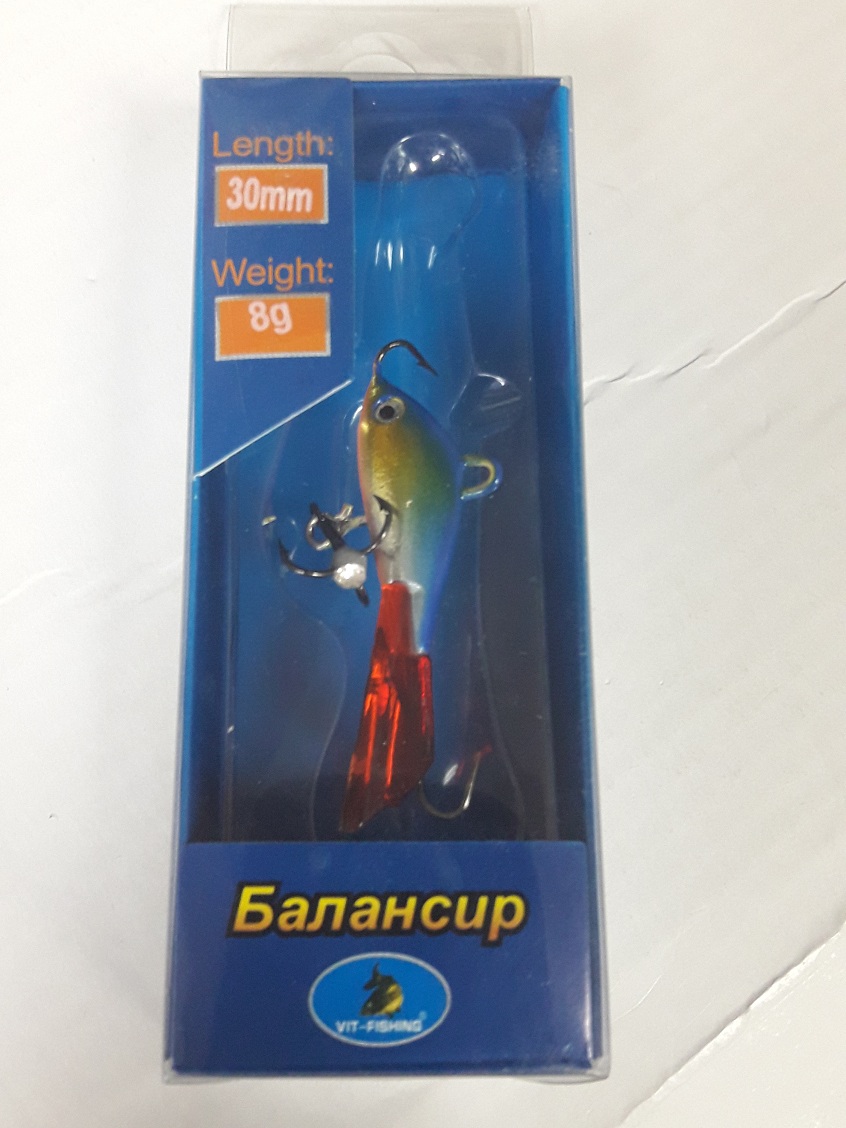 Length:
30mm
Weight:
8g
Балансир
VIT-FISHING®